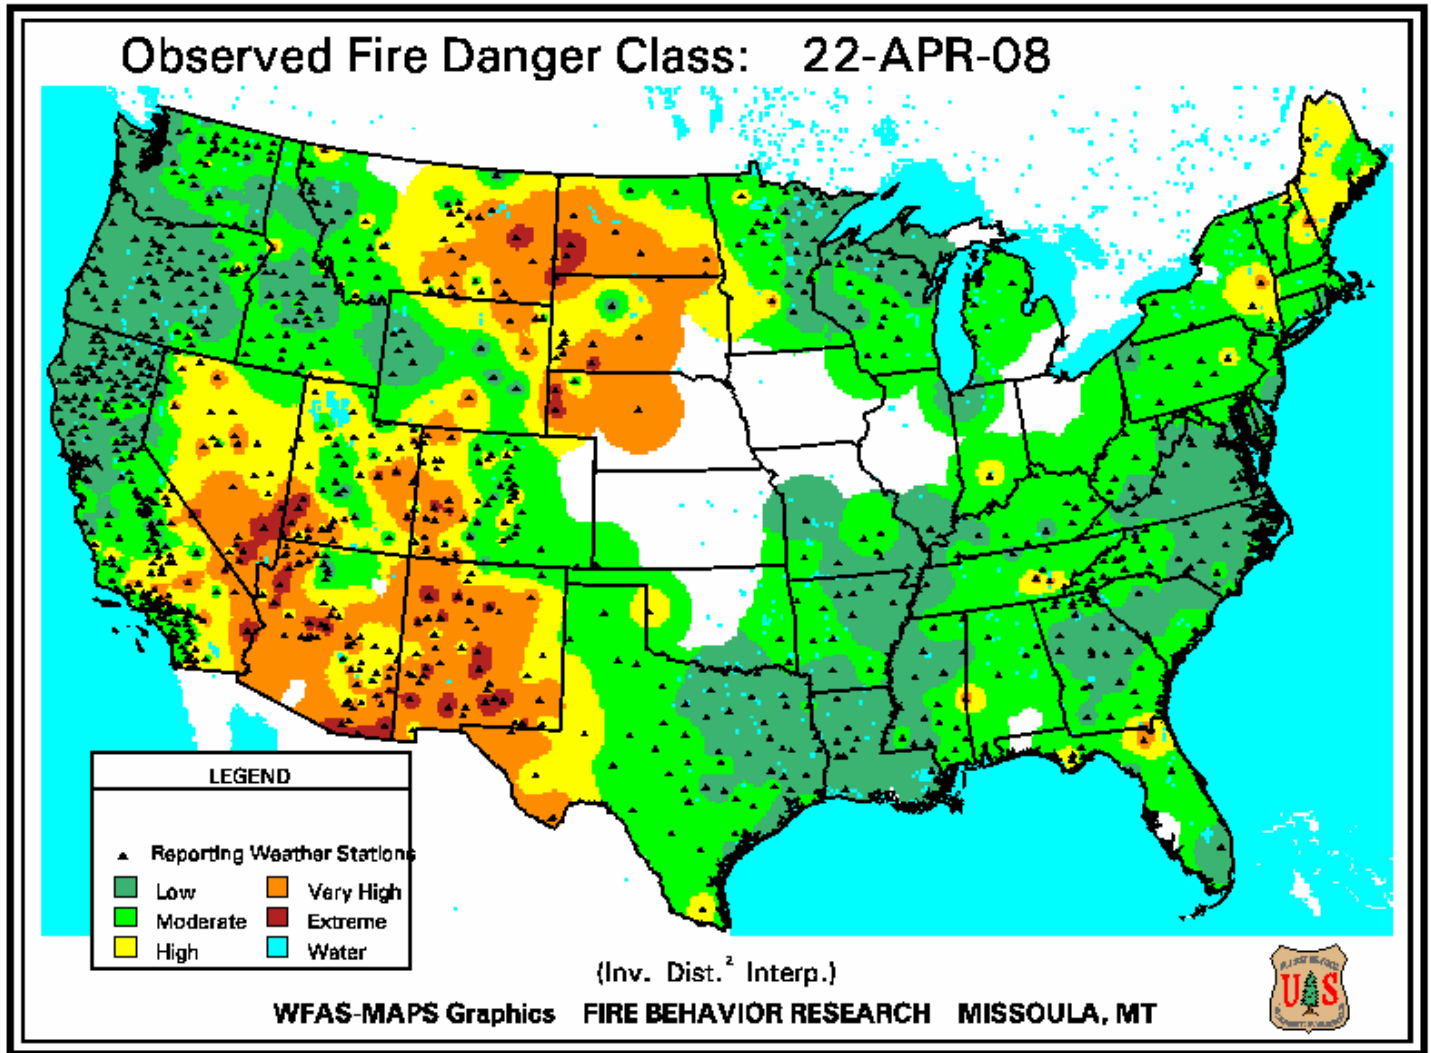 Observed Fire Danger Class: 22-APR-08
LEGEND
Reporting Weather Stations
Low
Very High
Moderate
Extreme
High
Water
(Inv. Dist.² Interp.)
WFAS-MAPS Graphics FIRE BEHAVIOR RESEARCH MISSOULA, MT
US